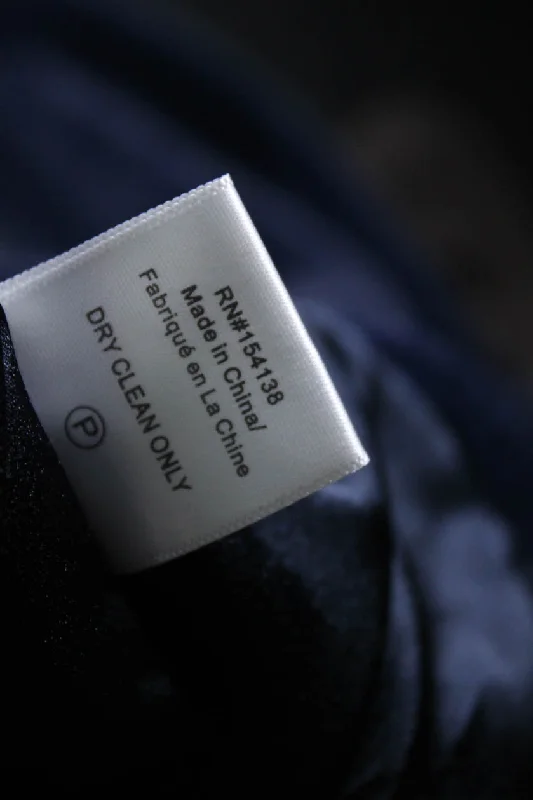 RN#154138
Made in China/
Fabriqué en La Chine
DRY CLEAN ONLY
P